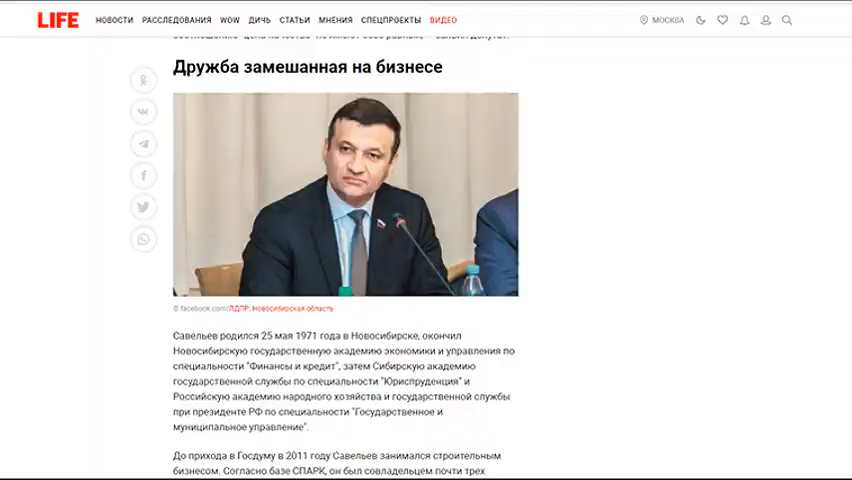 LIFE НОВОСТИ РАССЛЕДОВАНИЯ WOW ДИЧЬ СТАТЬИ МНЕНИЯ СПЕЦПРОЕКТЫ ВИДЕО МОСКВА
Дружба замешанная на бизнесе
© facebook.com/ЛДПР. Новосибирская область
Савельев родился 25 мая 1971 года в Новосибирске, окончил
Новосибирскую государственную академию экономики и управления по
специальности "Финансы и кредит", затем Сибирскую академию
государственной службы по специальности "Юриспруденция" и
Российскую академию народного хозяйства и государственной службы
при президенте РФ по специальности "Государственное и
муниципальное управление".
До прихода в Госдуму в 2011 году Савельев занимался строительным
бизнесом. Согласно базе СПАРК, он был совладельцем почти трех